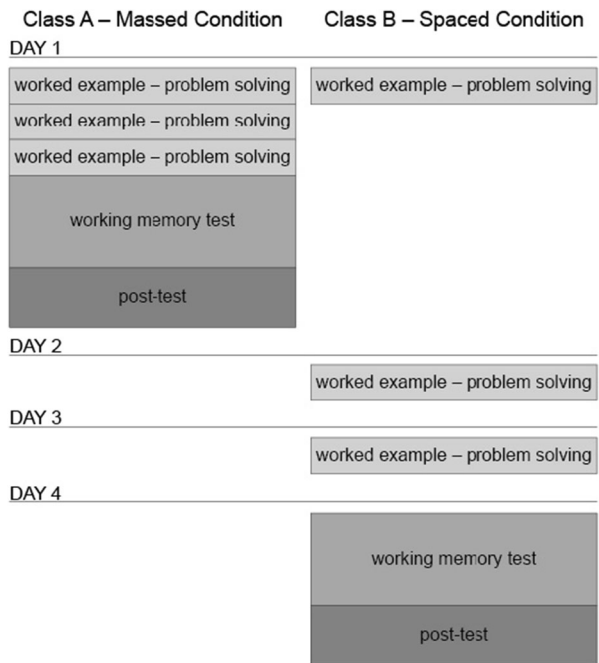 Class A – Massed Condition
Class B – Spaced Condition
DAY 1
worked example – problem solving
worked example – problem solving
worked example – problem solving
worked example – problem solving
working memory test
post-test
DAY 2
worked example – problem solving
DAY 3
worked example – problem solving
DAY 4
working memory test
post-test